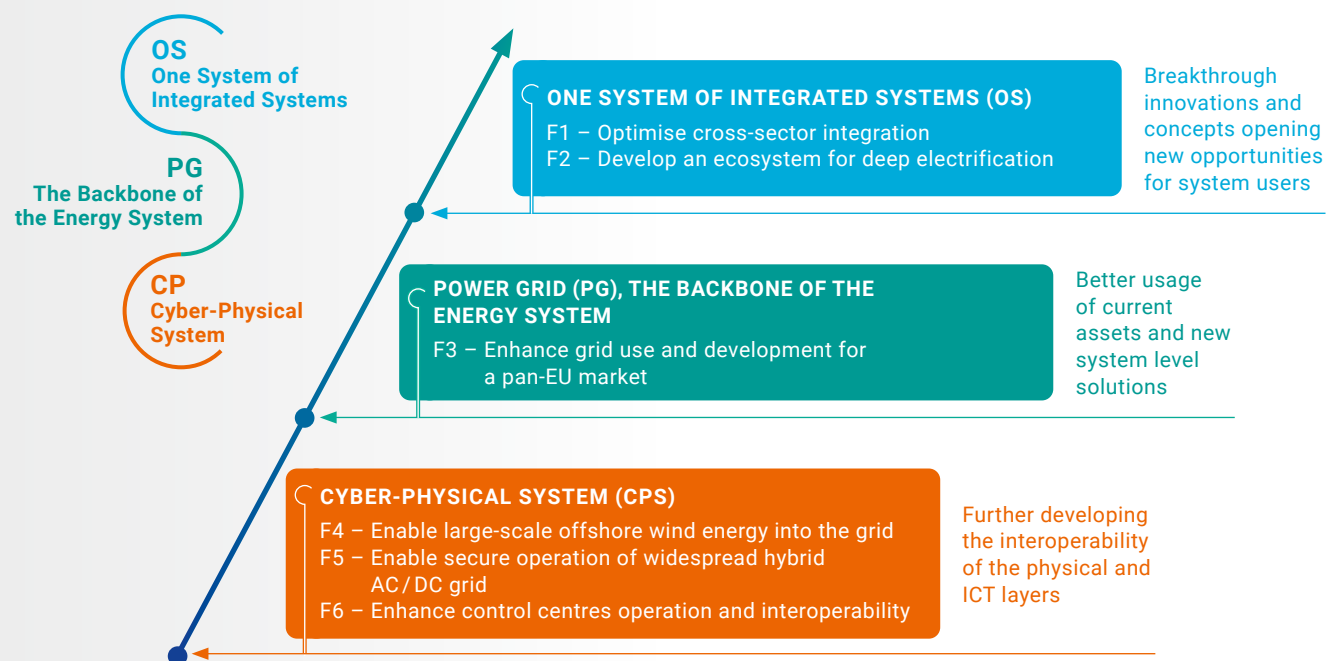 OS
One System of
Integrated Systems
PG
The Backbone of
the Energy System
CP
Cyber-Physical
System
ONE SYSTEM OF INTEGRATED SYSTEMS (OS)
F1 – Optimise cross-sector integration
F2 – Develop an ecosystem for deep electrification
Breakthrough
innovations and
concepts opening
new opportunities
for system users
POWER GRID (PG), THE BACKBONE OF THE
ENERGY SYSTEM
F3 – Enhance grid use and development for
a pan-EU market
Better usage
of current
assets and new
system level
solutions
CYBER-PHYSICAL SYSTEM (CPS)
F4 – Enable large-scale offshore wind energy into the grid
F5 – Enable secure operation of widespread hybrid
AC / DC grid
F6 – Enhance control centres operation and interoperability
Further developing
the interoperability
of the physical and
ICT layers